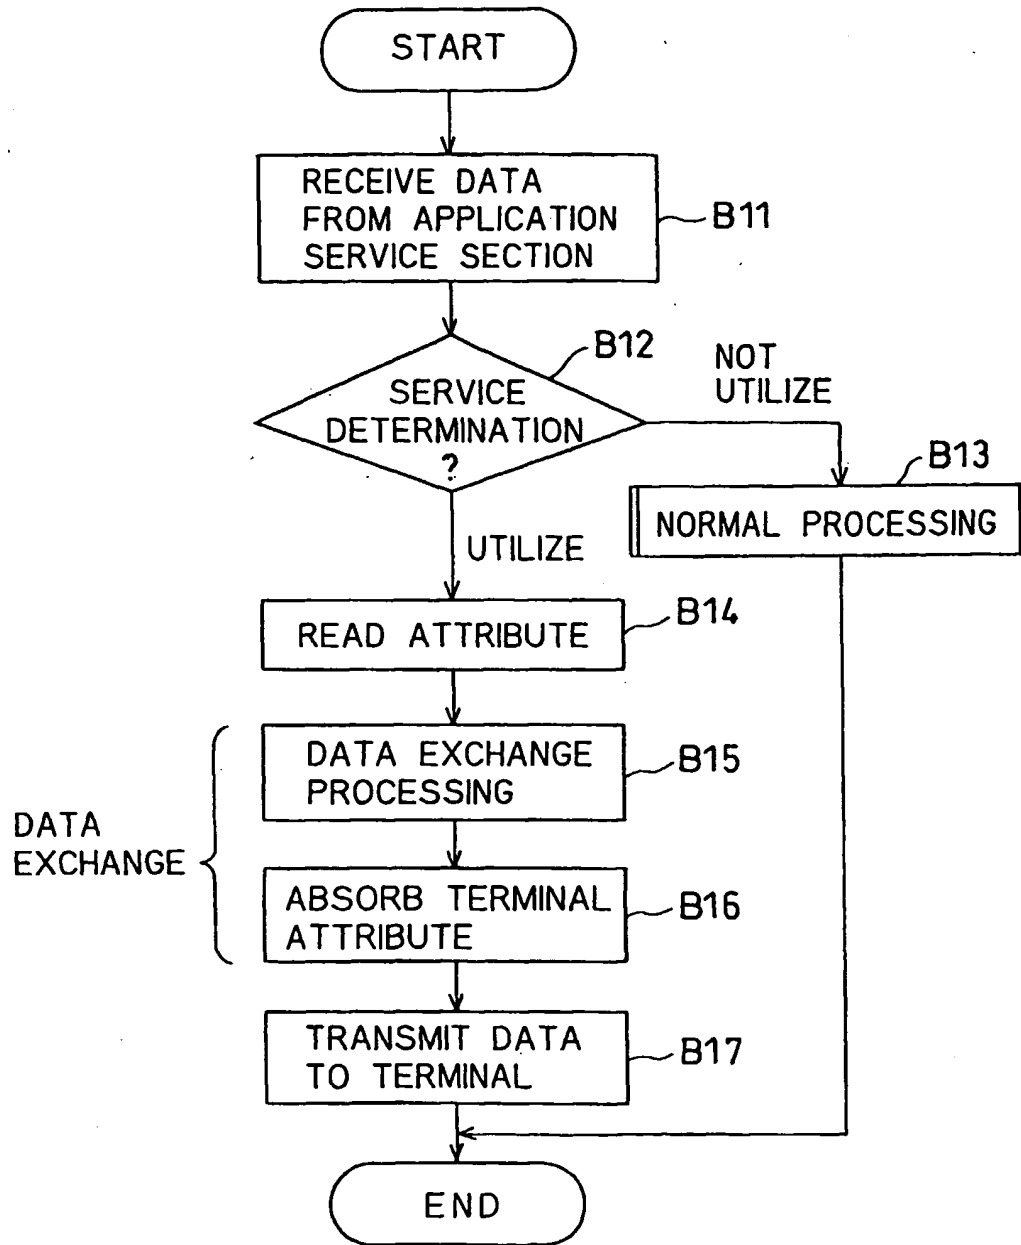 START
RECEIVE DATA
FROM APPLICATION
SERVICE SECTION
B11
B12
SERVICE
DETERMINATION
?
NOT
UTILIZE
B13
NORMAL PROCESSING
UTILIZE
READ ATTRIBUTE
B14
DATA EXCHANGE
PROCESSING
B15
DATA
EXCHANGE
ABSORB TERMINAL
ATTRIBUTE
B16
TRANSMIT DATA
TO TERMINAL
B17
END